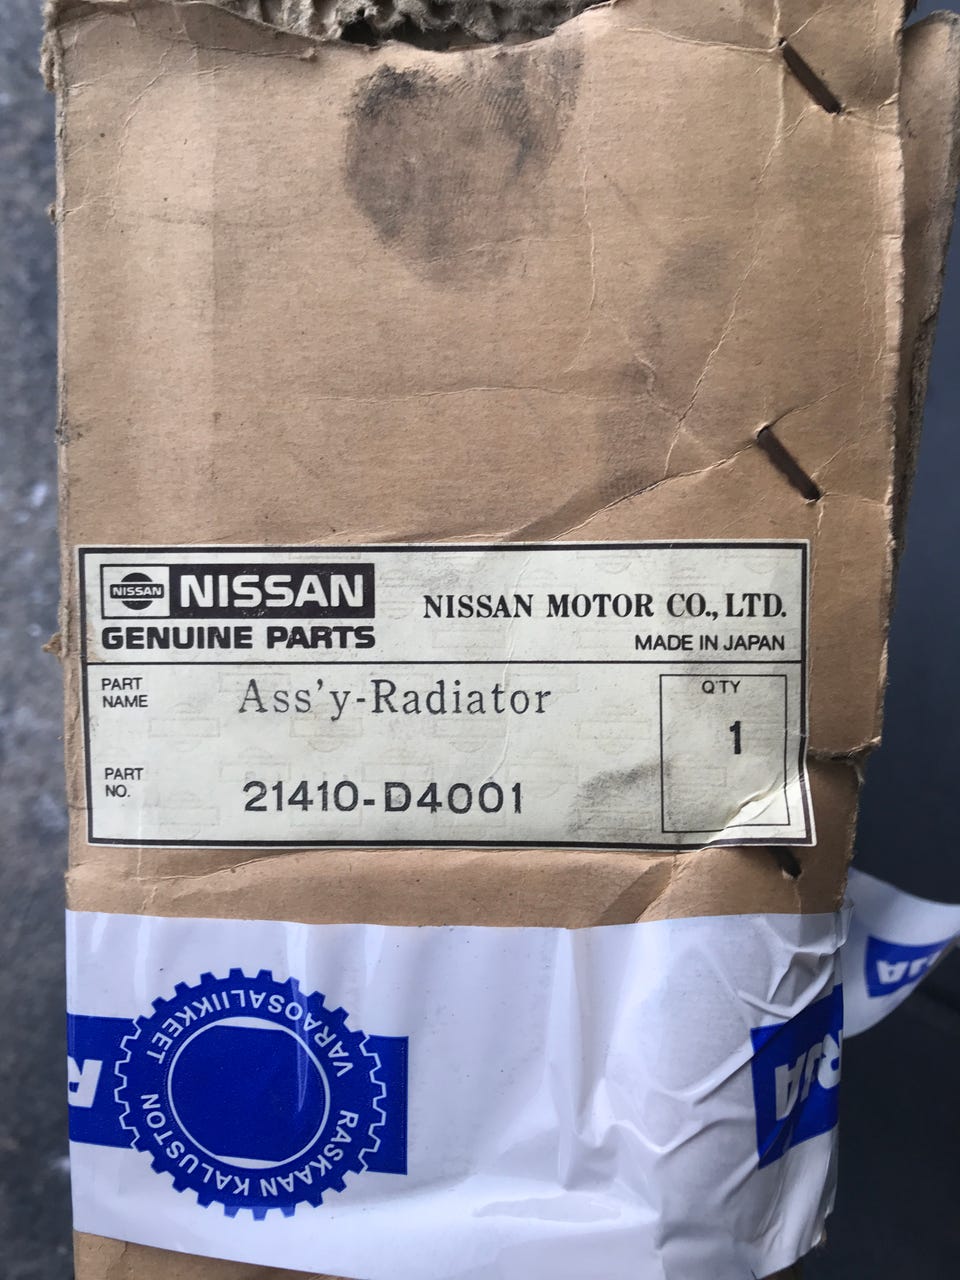 NISSAN
NISSAN
GENUINE PARTS
NISSAN MOTOR CO., LTD.
MADE IN JAPAN
PART NAME
Ass'y-Radiator
Q'TY
1
PART NO.
21410-D4001
VARAOSALIIKKEET
RASKAAN KALUSTON